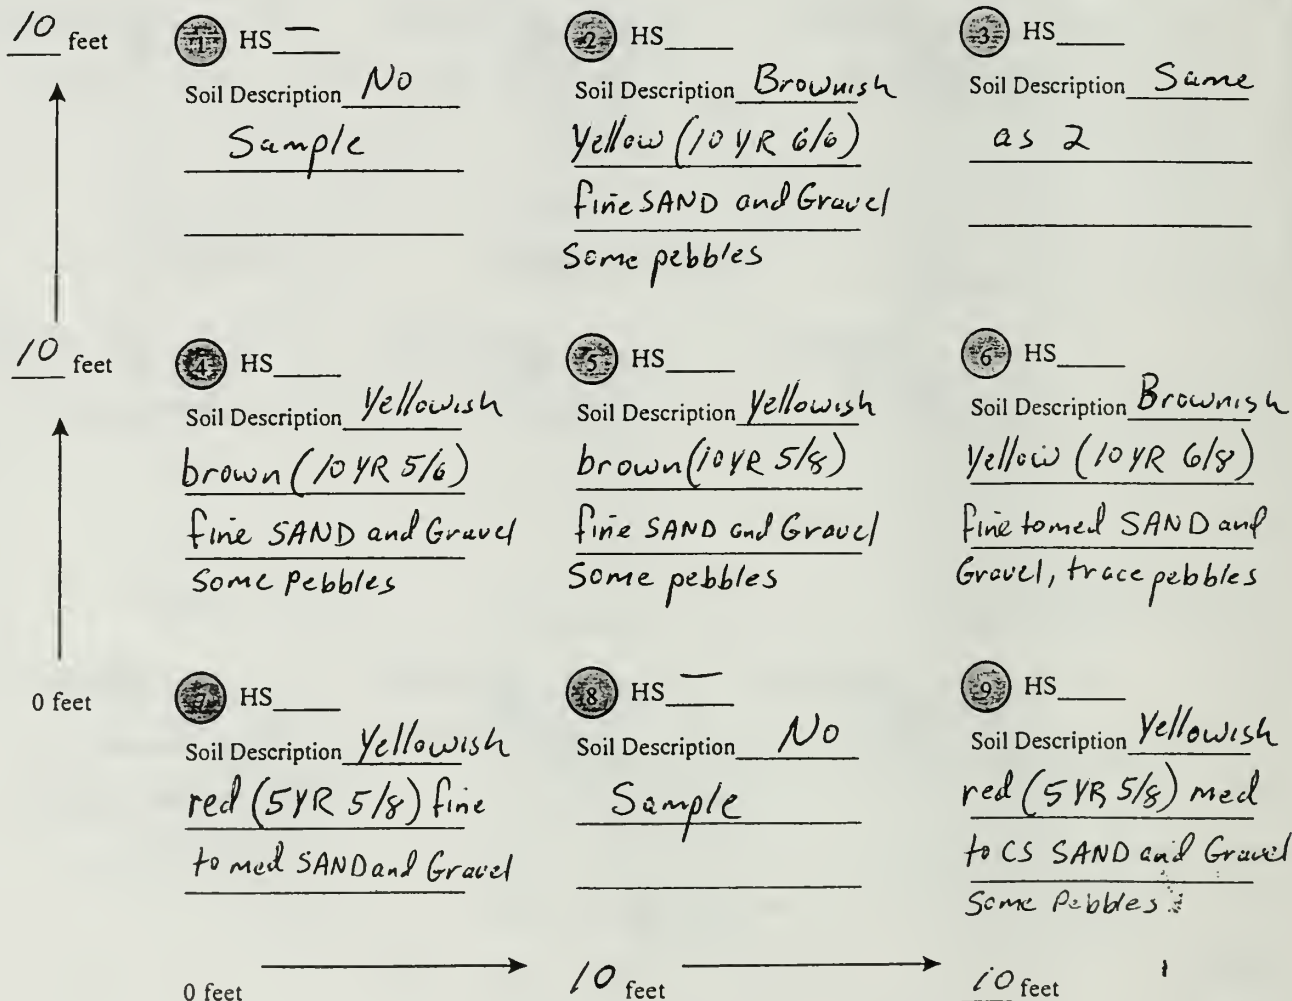 10 feet
1 HS —
Soil Description No
Sample
2 HS
Soil Description Brownish
Yellow (10 YR 6/6)
fine SAND and Gravel
Some pebbles
3 HS
Soil Description Same
as 2
10 feet
4 HS
Soil Description Yellowish
brown (10 YR 5/6)
fine SAND and Gravel
Some Pebbles
5 HS
Soil Description Yellowish
brown (10 YR 5/8)
fine SAND and Gravel
Some pebbles
6 HS
Soil Description Brownish
Yellow (10 YR 6/8)
fine to med SAND and
Gravel, trace pebbles
0 feet
7 HS
Soil Description Yellowish
red (5 YR 5/8) fine
to med SAND and Gravel
8 HS —
Soil Description No
Sample
9 HS
Soil Description Yellowish
red (5 YR 5/8) med
to CS SAND and Gravel
Some Pebbles
0 feet
10 feet
10 feet